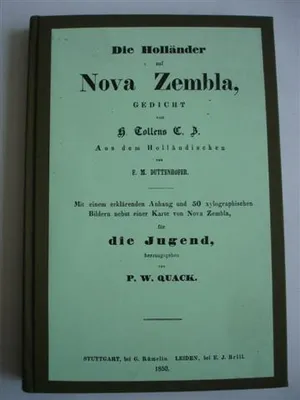 Die Holländer
auf
Nova Zembla,
GEDICHT
von
H. Tollens C. Z.
Aus dem Holländischen
von
F. M. DUTTENHOFER.
Mit einem erklärenden Anhang und 50 xylographischen
Bildern nebst einer Karte von Nova Zembla,
für
die Jugend,
herausgegeben
von
P. W. QUACK.
STUTTGART, bei G. Rümelin LEIDEN, bei E. J. Brill.